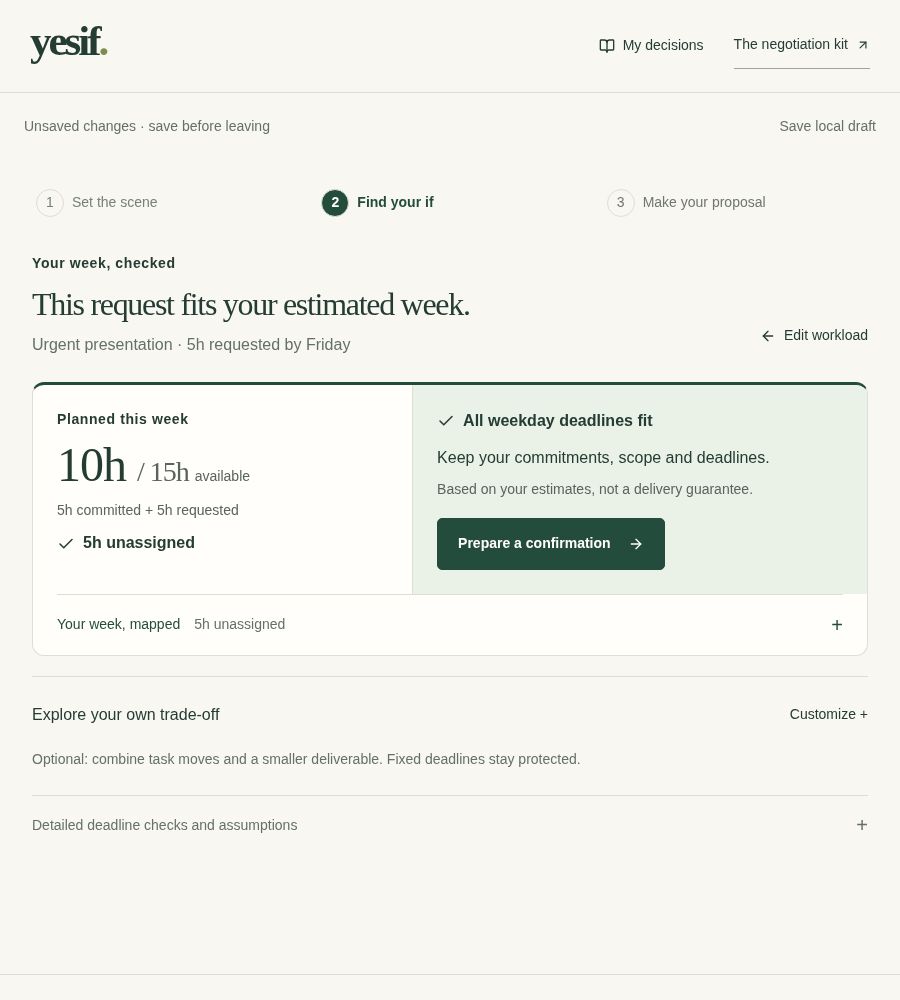 yesif.
My decisions
The negotiation kit
Unsaved changes · save before leaving
Save local draft
1 Set the scene
2 Find your if
3 Make your proposal
Your week, checked
This request fits your estimated week.
Urgent presentation · 5h requested by Friday
Edit workload
Planned this week
10h / 15h available
5h committed + 5h requested
5h unassigned
All weekday deadlines fit
Keep your commitments, scope and deadlines.
Based on your estimates, not a delivery guarantee.
Prepare a confirmation
Your week, mapped 5h unassigned +
Explore your own trade-off
Customize +
Optional: combine task moves and a smaller deliverable. Fixed deadlines stay protected.
Detailed deadline checks and assumptions +